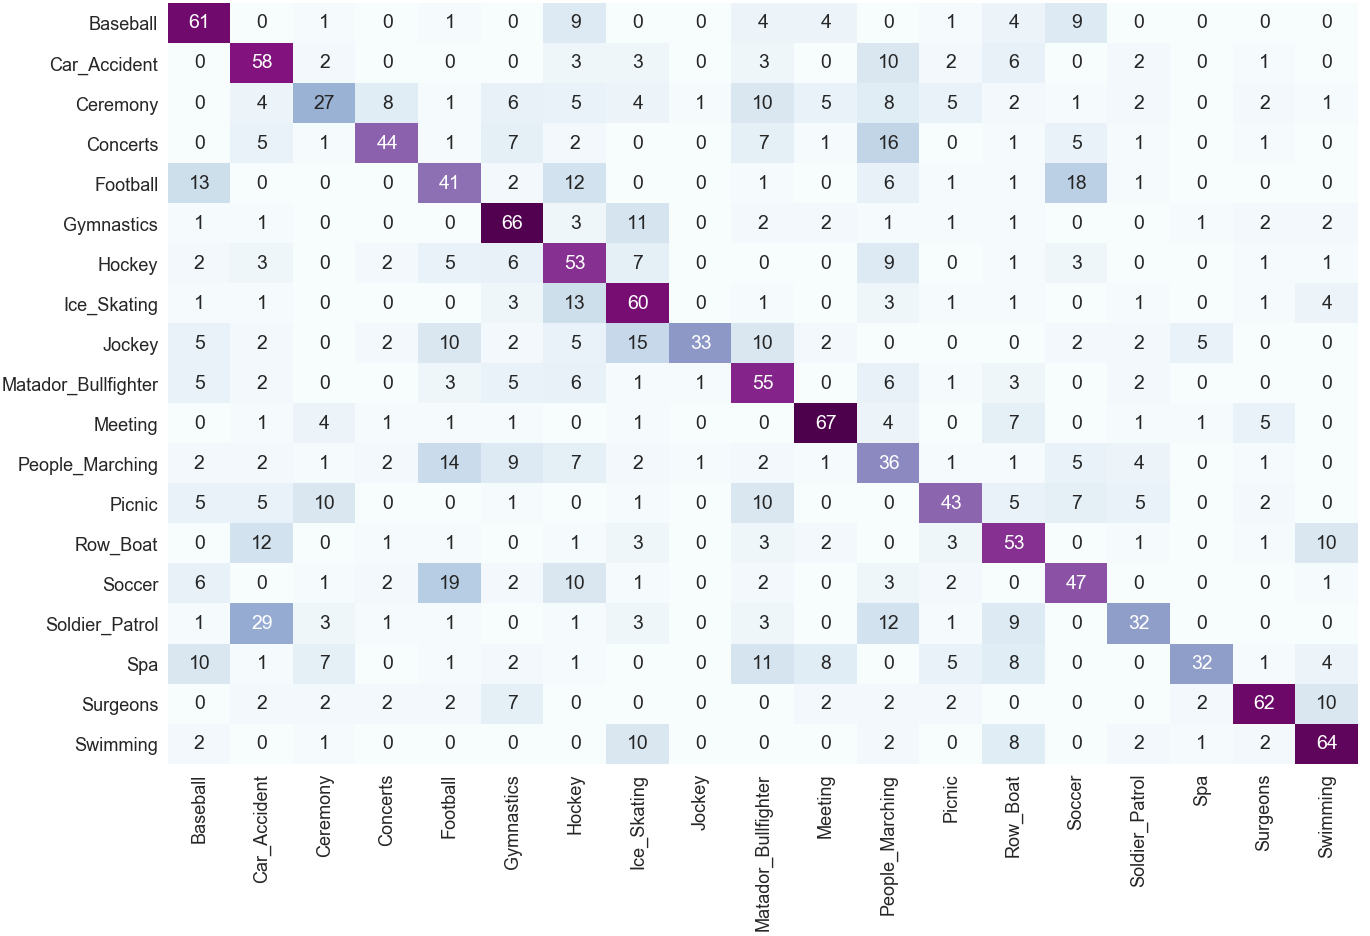 Baseball 61 0 1 0 1 0 9 0 0 4 4 0 1 4 9 0 0 0 0
Car_Accident 0 58 2 0 0 0 3 3 0 3 0 10 2 6 0 2 0 1 0
Ceremony 0 4 27 8 1 6 5 4 1 10 5 8 5 2 1 2 0 2 1
Concerts 0 5 1 44 1 7 2 0 0 7 1 16 0 1 5 1 0 1 0
Football 13 0 0 0 41 2 12 0 0 1 0 6 1 1 18 1 0 0 0
Gymnastics 1 1 0 0 0 66 3 11 0 2 2 1 1 1 0 0 1 2 2
Hockey 2 3 0 2 5 6 53 7 0 0 0 9 0 1 3 0 0 1 1
Ice_Skating 1 1 0 0 0 3 13 60 0 1 0 3 1 1 0 1 0 1 4
Jockey 5 2 0 2 10 2 5 15 33 10 2 0 0 0 2 2 5 0 0
Matador_Bullfighter 5 2 0 0 3 5 6 1 1 55 0 6 1 3 0 2 0 0 0
Meeting 0 1 4 1 1 1 0 1 0 0 67 4 0 7 0 1 1 5 0
People_Marching 2 2 1 2 14 9 7 2 1 2 1 36 1 1 5 4 0 1 0
Picnic 5 5 10 0 0 1 0 1 0 10 0 0 43 5 7 5 0 2 0
Row_Boat 0 12 0 1 1 0 1 3 0 3 2 0 3 53 0 1 0 1 10
Soccer 6 0 1 2 19 2 10 1 0 2 0 3 2 0 47 0 0 0 1
Soldier_Patrol 1 29 3 1 1 0 1 3 0 3 0 12 1 9 0 32 0 0 0
Spa 10 1 7 0 1 2 1 0 0 11 8 0 5 8 0 0 32 1 4
Surgeons 0 2 2 2 2 7 0 0 0 0 2 2 2 0 0 0 2 62 10
Swimming 2 0 1 0 0 0 0 10 0 0 0 2 0 8 0 2 1 2 64
Baseball
Car_Accident
Ceremony
Concerts
Football
Gymnastics
Hockey
Ice_Skating
Jockey
Matador_Bullfighter
Meeting
People_Marching
Picnic
Row_Boat
Soccer
Soldier_Patrol
Spa
Surgeons
Swimming